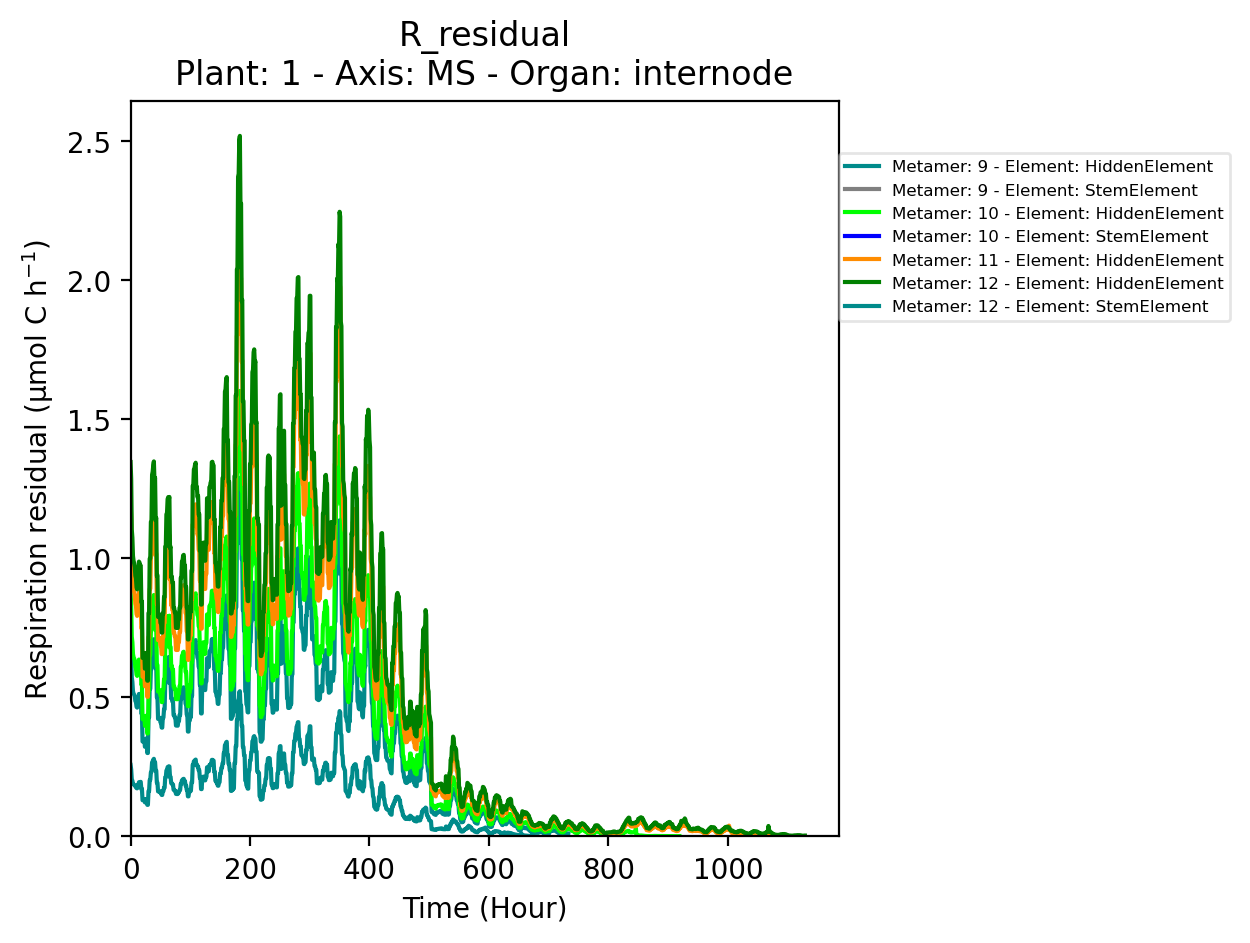 R_residual
Plant: 1 - Axis: MS - Organ: internode
2.5
2.0
1.5
1.0
0.5
0.0
Respiration residual (µmol C h⁻¹)
0 200 400 600 800 1000
Time (Hour)
Metamer: 9 - Element: HiddenElement
Metamer: 9 - Element: StemElement
Metamer: 10 - Element: HiddenElement
Metamer: 10 - Element: StemElement
Metamer: 11 - Element: HiddenElement
Metamer: 12 - Element: HiddenElement
Metamer: 12 - Element: StemElement